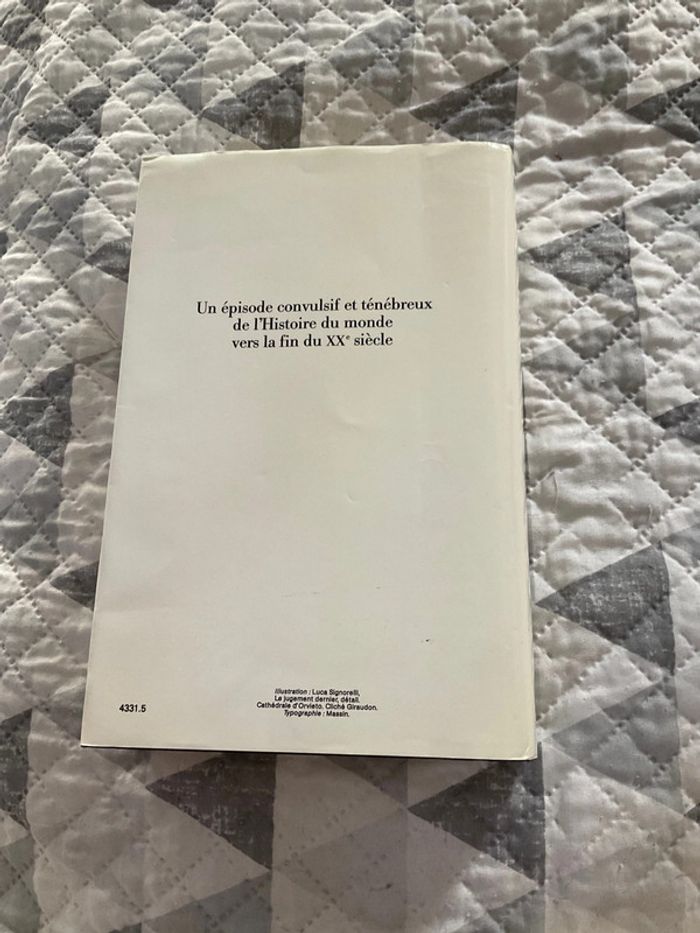 Un épisode convulsif et ténébreux
de l'Histoire du monde
vers la fin du XXe siècle
4331.5
Illustration : Luca Signorelli,
Le jugement dernier, détail.
Cathédrale d'Orvieto. Cliché Giraudon.
Typographie : Massin.